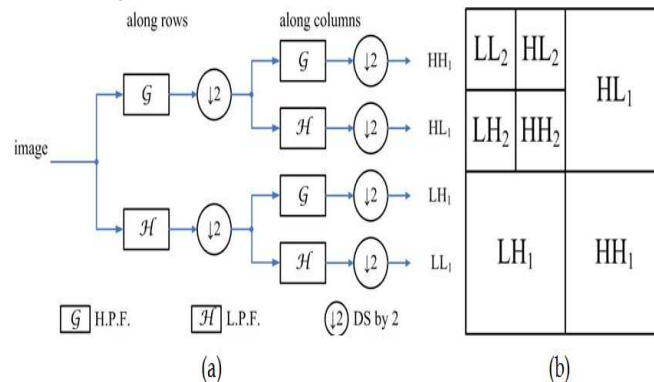 along rows
along columns
image
G
↓2
G
↓2
HH₁
H
↓2
HL₁
H
↓2
G
↓2
LH₁
H
↓2
LL₁
G H.P.F.
H L.P.F.
↓2 DS by 2
(a)
LL₂ HL₂
HL₁
LH₂ HH₂
LH₁ HH₁
(b)